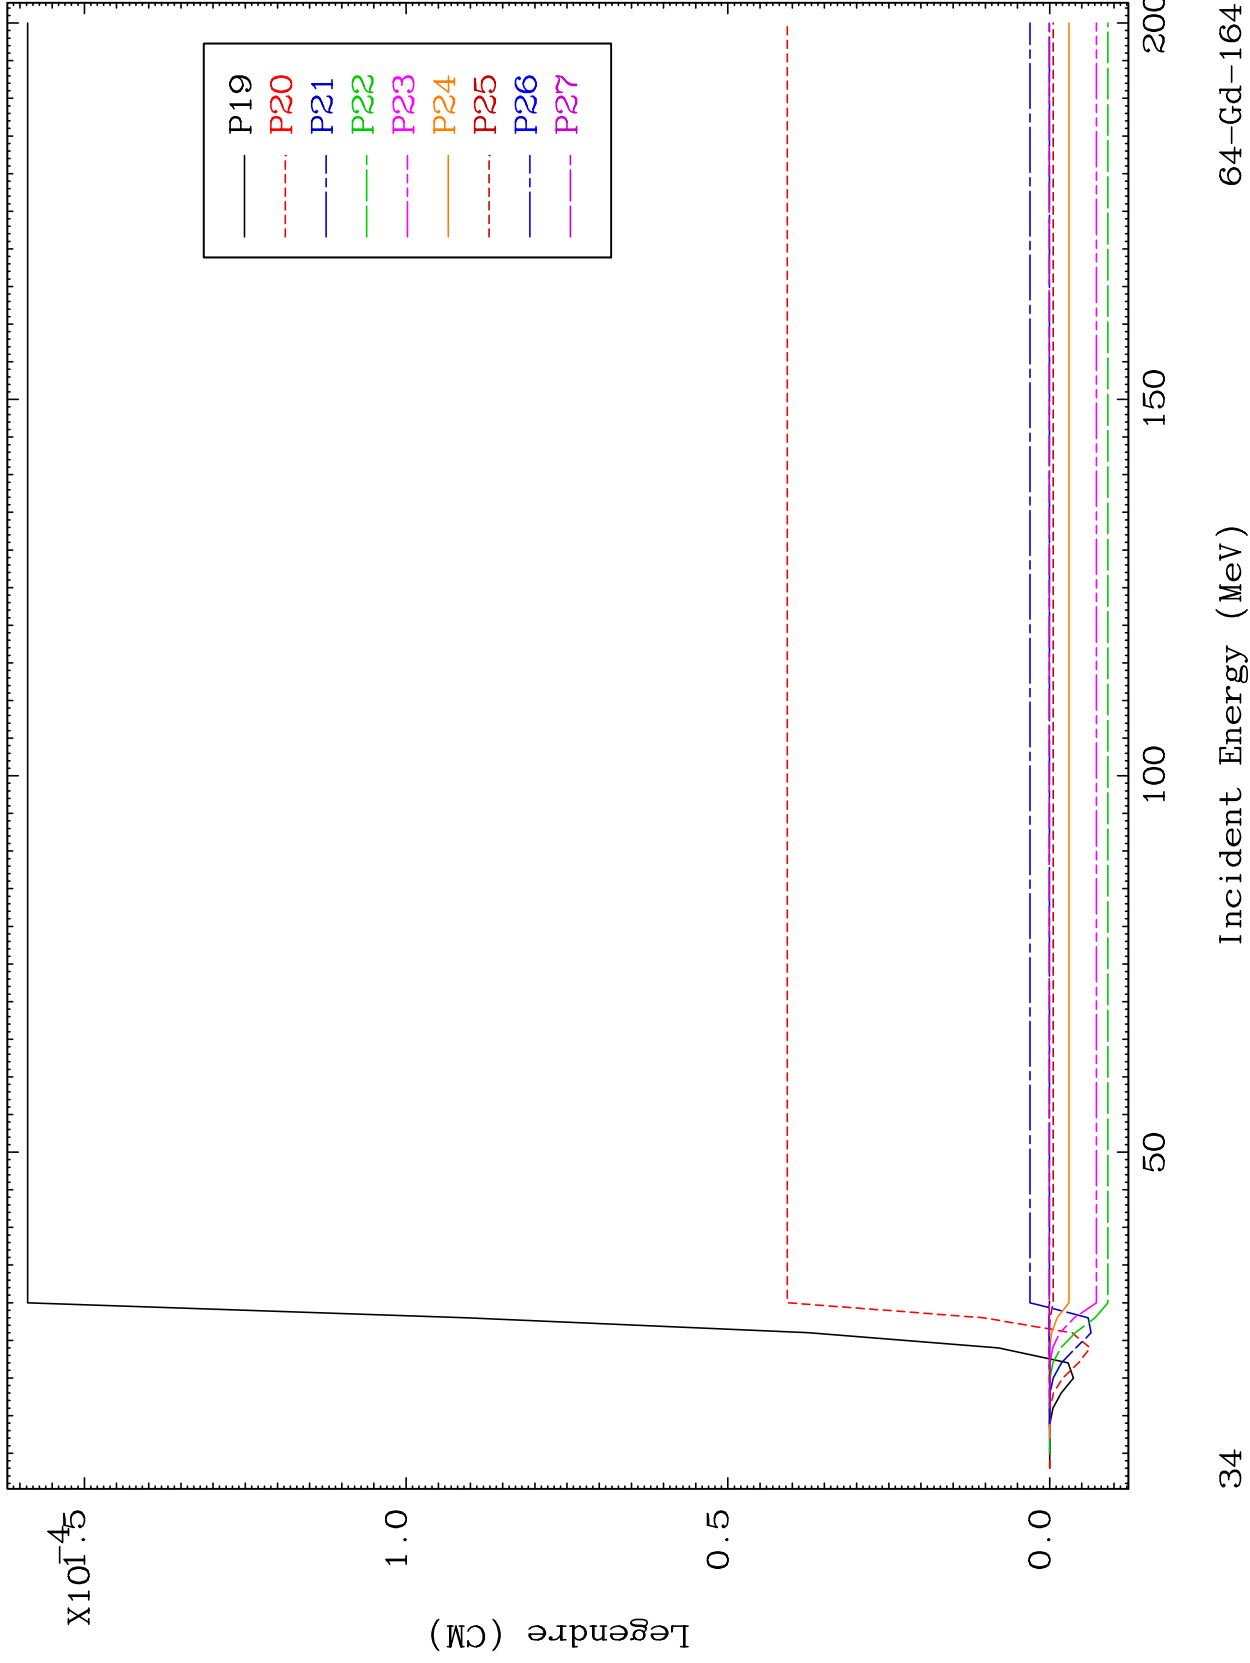 X10-4
1.5
1.0
0.5
0.0
Legendre (CM)
P19
P20
P21
P22
P23
P24
P25
P26
P27
50
100
150
200
34
Incident Energy (MeV)
64-Gd-164